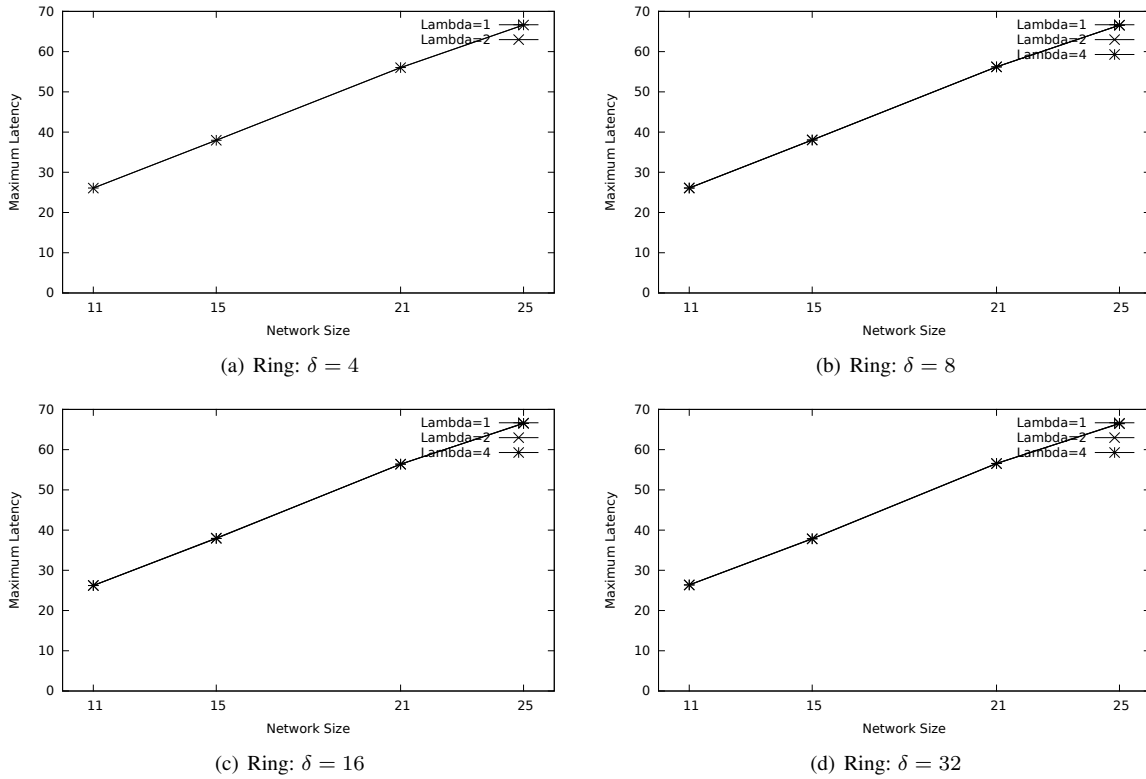 70
60
50
40
30
20
10
0
Maximum Latency
11 15 21 25
Network Size
Lambda=1
Lambda=2
(a) Ring: δ = 4
70
60
50
40
30
20
10
0
Maximum Latency
11 15 21 25
Network Size
Lambda=1
Lambda=2
Lambda=4
(b) Ring: δ = 8
70
60
50
40
30
20
10
0
Maximum Latency
11 15 21 25
Network Size
Lambda=1
Lambda=2
Lambda=4
(c) Ring: δ = 16
70
60
50
40
30
20
10
0
Maximum Latency
11 15 21 25
Network Size
Lambda=1
Lambda=2
Lambda=4
(d) Ring: δ = 32